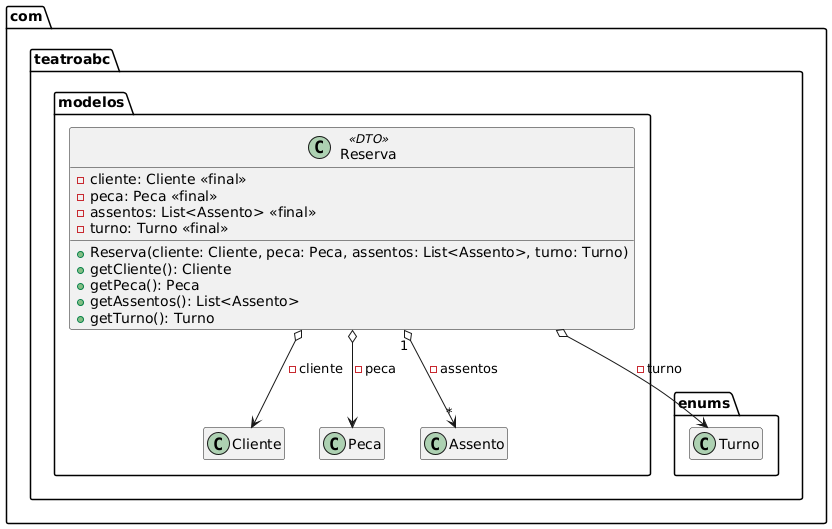 com
teatroabc
modelos
C
«DTO»
Reserva
cliente: Cliente «final»
peca: Peca «final»
assentos: List<Assento> «final»
turno: Turno «final»
Reserva(cliente: Cliente, peca: Peca, assentos: List<Assento>, turno: Turno)
getCliente(): Cliente
getPeca(): Peca
getAssentos(): List<Assento>
getTurno(): Turno
1
cliente
peca
assentos
turno
*
enums
C Cliente
C Peca
C Assento
C Turno